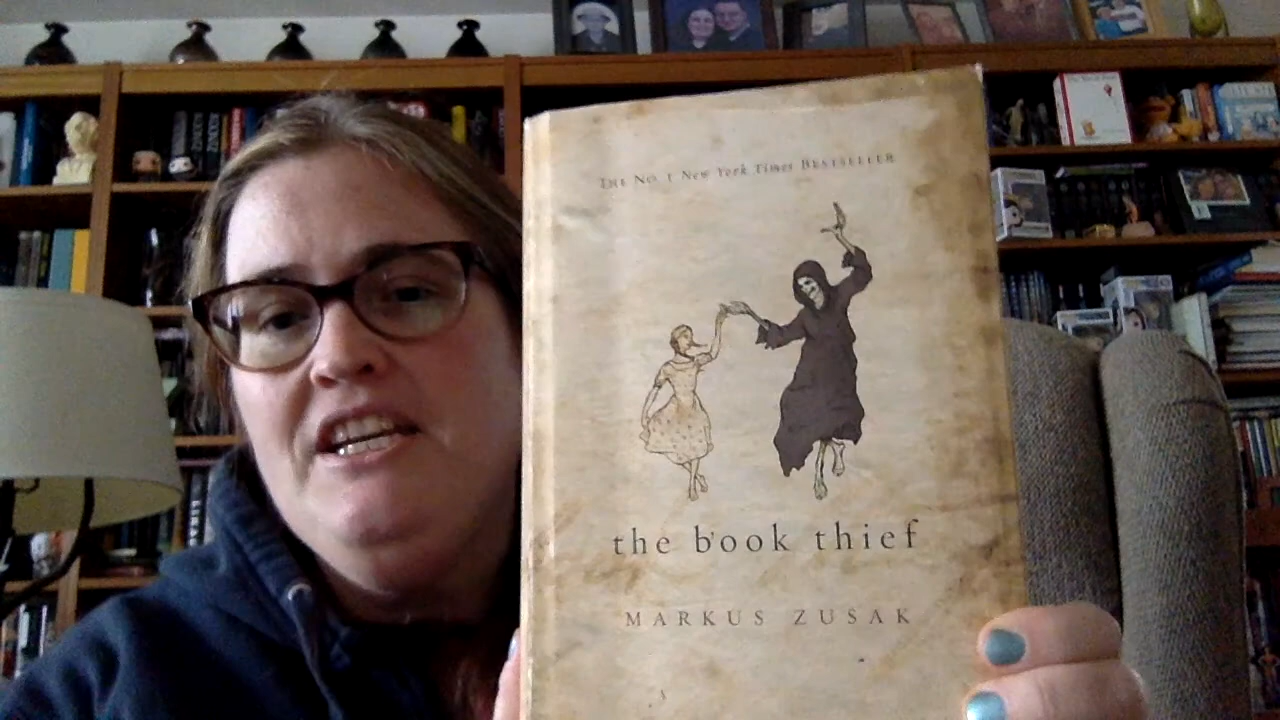 THE NO. 1 New York Times BESTSELLER
the book thief
MARKUS ZUSAK